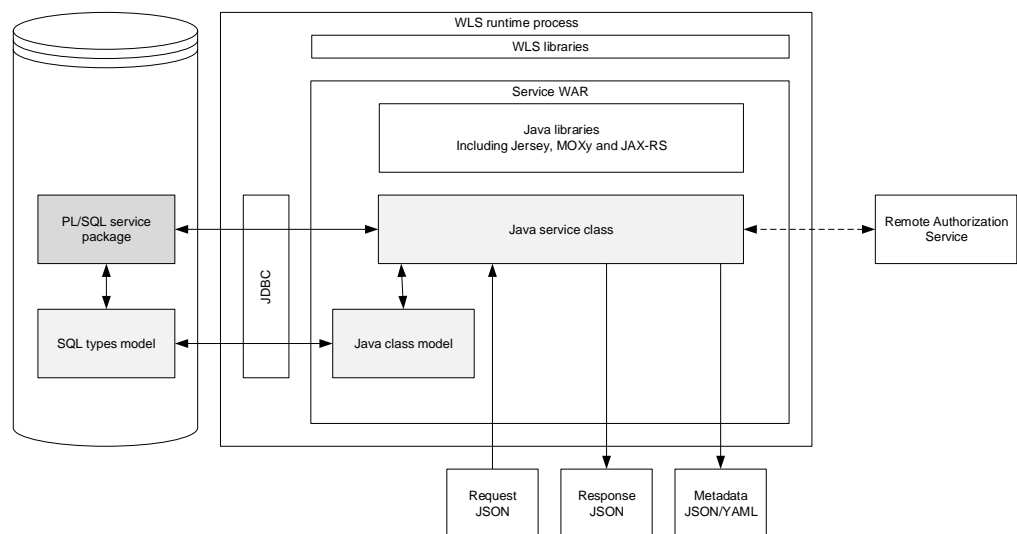 WLS runtime process
WLS libraries
Service WAR
Java libraries
Including Jersey, MOXy and JAX-RS
PL/SQL service
package
JDBC
Java service class
Remote Authorization
Service
SQL types model
Java class model
Request
JSON
Response
JSON
Metadata
JSON/YAML